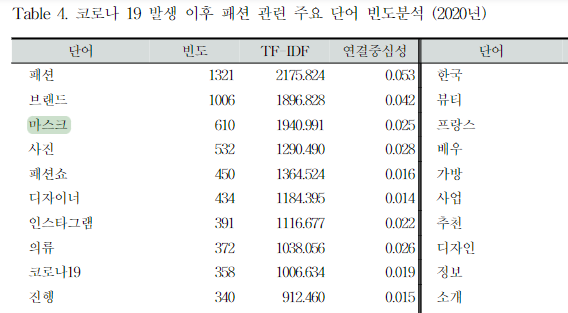 Table 4. 코로나 19 발생 이후 패션 관련 주요 단어 빈도분석 (2020년)
단어 빈도 TF-IDF 연결중심성 단어
패션 1321 2175.824 0.053 한국
브랜드 1006 1896.828 0.042 뷰티
마스크 610 1940.991 0.025 프랑스
사진 532 1290.490 0.028 배우
패션쇼 450 1364.524 0.016 가방
디자이너 434 1184.395 0.014 사업
인스타그램 391 1116.677 0.022 추천
의류 372 1038.056 0.026 디자인
코로나19 358 1006.634 0.019 정보
진행 340 912.460 0.015 소개